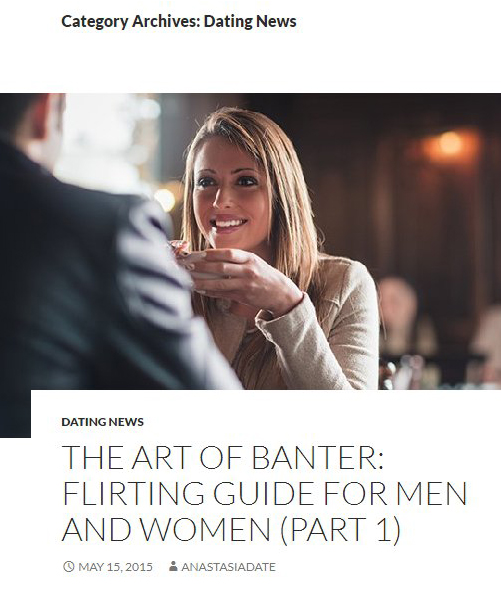 Category Archives: Dating News
DATING NEWS
THE ART OF BANTER:
FLIRTING GUIDE FOR MEN
AND WOMEN (PART 1)
MAY 15, 2015 ANASTASIADATE